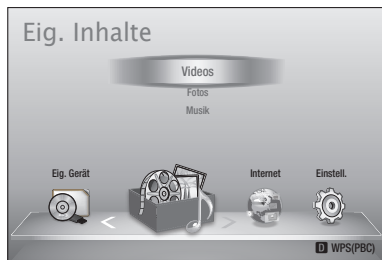 Eig. Inhalte
Videos
Fotos
Musik
Eig. Gerät
Internet
Einstell.
D WPS(PBC)